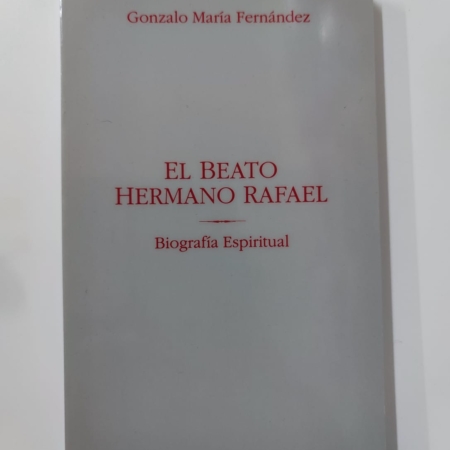 Gonzalo María Fernández
EL BEATO
HERMANO RAFAEL
Biografía Espiritual